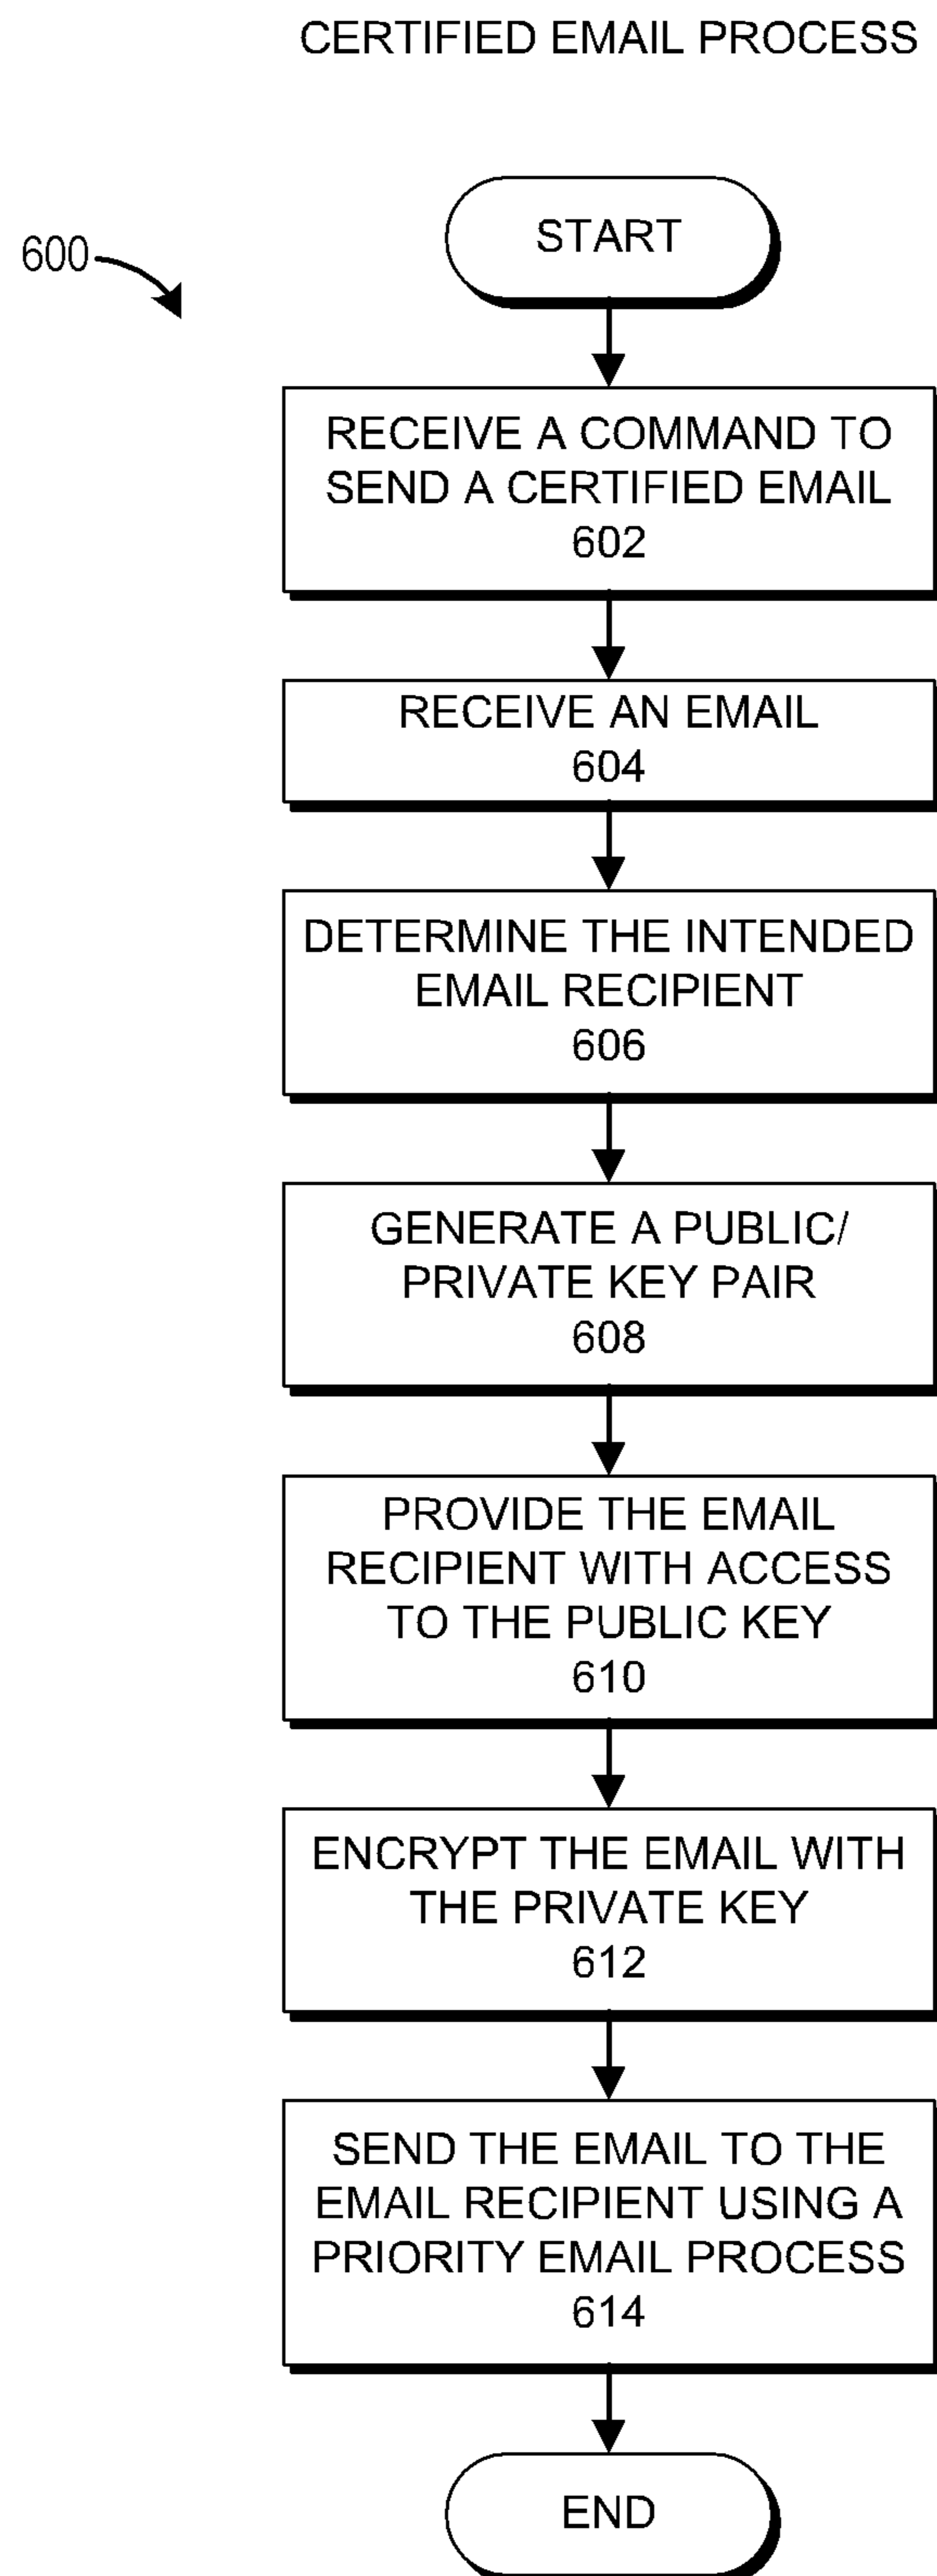 CERTIFIED EMAIL PROCESS
600
START
RECEIVE A COMMAND TO
SEND A CERTIFIED EMAIL
602
RECEIVE AN EMAIL
604
DETERMINE THE INTENDED
EMAIL RECIPIENT
606
GENERATE A PUBLIC/
PRIVATE KEY PAIR
608
PROVIDE THE EMAIL
RECIPIENT WITH ACCESS
TO THE PUBLIC KEY
610
ENCRYPT THE EMAIL WITH
THE PRIVATE KEY
612
SEND THE EMAIL TO THE
EMAIL RECIPIENT USING A
PRIORITY EMAIL PROCESS
614
END